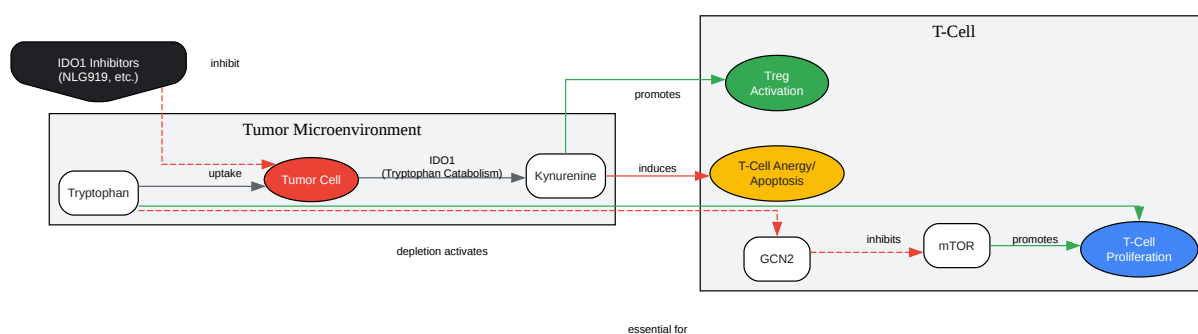 T-Cell
IDO1 Inhibitors
(NLG919, etc.)
inhibit
Treg
Activation
promotes
Tumor Microenvironment
IDO1
(Tryptophan Catabolism)
T-Cell Anergy/
Apoptosis
uptake
Tumor Cell
Kynurenine
induces
Tryptophan
depletion activates
GCN2
inhibits
mTOR
promotes
T-Cell
Proliferation
essential for